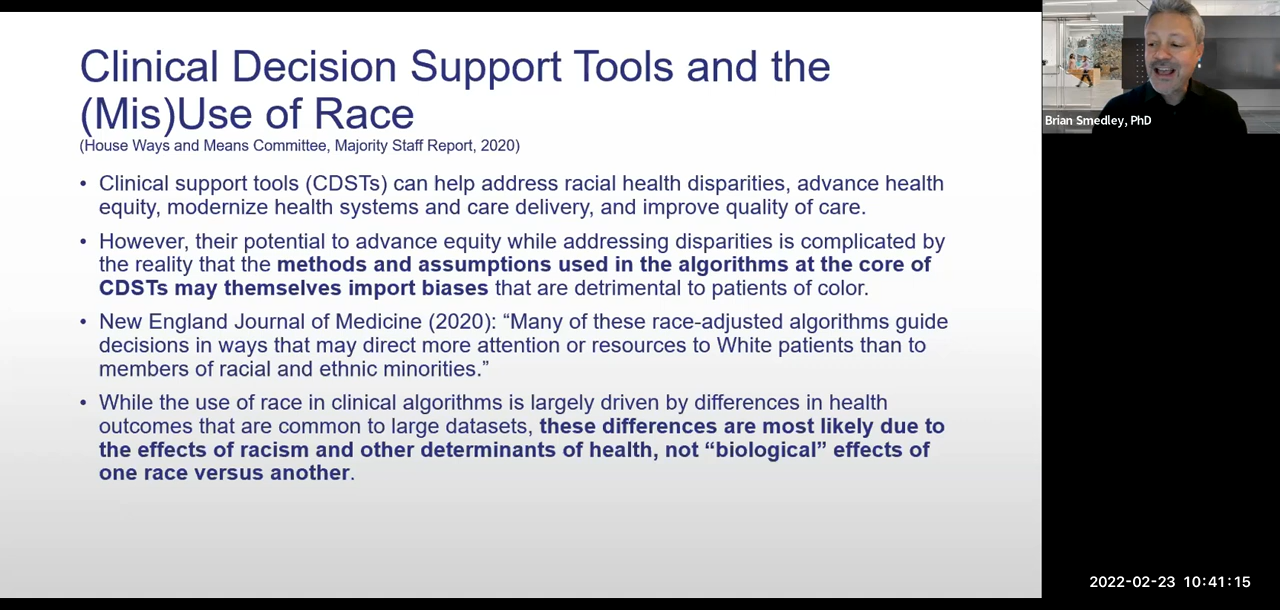 Clinical Decision Support Tools and the
(Mis)Use of Race
(House Ways and Means Committee, Majority Staff Report, 2020)
• Clinical support tools (CDSTs) can help address racial health disparities, advance health
equity, modernize health systems and care delivery, and improve quality of care.
• However, their potential to advance equity while addressing disparities is complicated by
the reality that the methods and assumptions used in the algorithms at the core of
CDSTs may themselves import biases that are detrimental to patients of color.
• New England Journal of Medicine (2020): “Many of these race-adjusted algorithms guide
decisions in ways that may direct more attention or resources to White patients than to
members of racial and ethnic minorities.”
• While the use of race in clinical algorithms is largely driven by differences in health
outcomes that are common to large datasets, these differences are most likely due to
the effects of racism and other determinants of health, not “biological” effects of
one race versus another.
Brian Smedley, PhD
2022-02-23 10:41:15